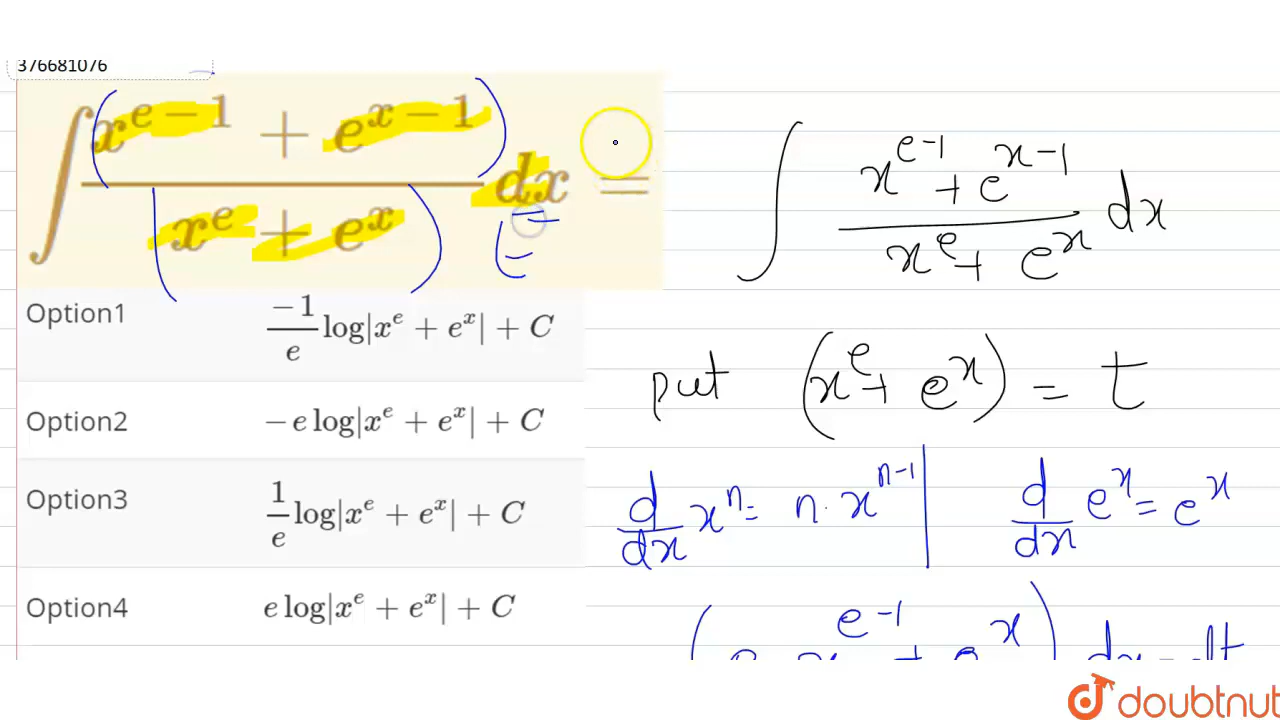 376681076
∫ (x^{e−1} + e^{x−1}) / (x^e + e^x) dx =
∫ x^{e-1} + e^{x-1} / x^e + e^x dx
Option1 −1/e log|x^e + e^x| + C
put (x^e + e^x) = t
Option2 −e log|x^e + e^x| + C
Option3 1/e log|x^e + e^x| + C
d/dx x^n = n·x^{n-1} | d/dx e^x = e^x
Option4 e log|x^e + e^x| + C
doubtnut